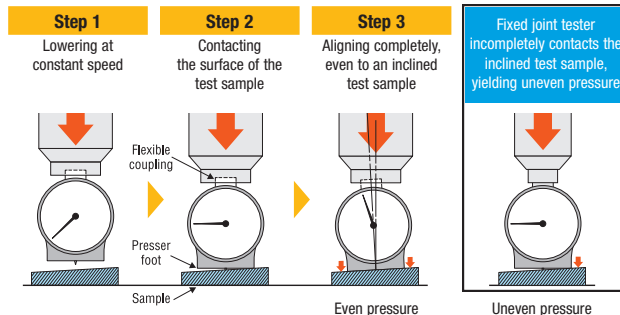 Step 1
Lowering at
constant speed
Step 2
Contacting
the surface of the
test sample
Step 3
Aligning completely,
even to an inclined
test sample
Fixed joint tester
incompletely contacts the
inclined test sample,
yielding uneven pressure
Flexible
coupling
Presser
foot
Sample
Even pressure
Uneven pressure